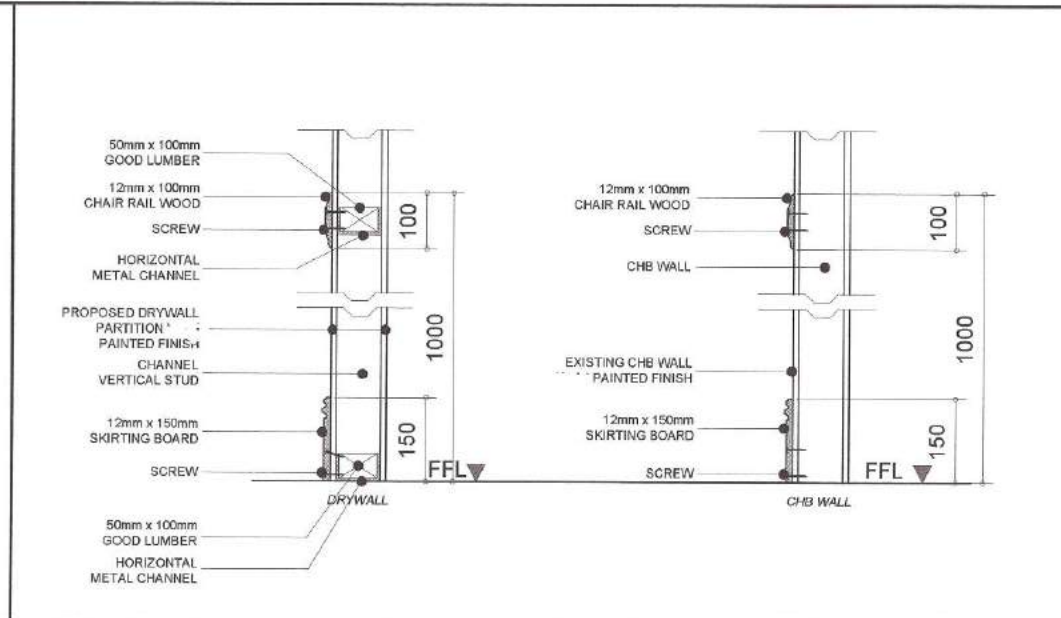 50mm x 100mm
GOOD LUMBER
12mm x 100mm
CHAIR RAIL WOOD
SCREW
HORIZONTAL
METAL CHANNEL
PROPOSED DRYWALL
PARTITION
PAINTED FINISH
CHANNEL
VERTICAL STUD
12mm x 150mm
SKIRTING BOARD
SCREW
50mm x 100mm
GOOD LUMBER
HORIZONTAL
METAL CHANNEL
100
1000
150
FFL
DRYWALL
12mm x 100mm
CHAIR RAIL WOOD
SCREW
CHB WALL
EXISTING CHB WALL
PAINTED FINISH
12mm x 150mm
SKIRTING BOARD
SCREW
100
1000
150
FFL
CHB WALL